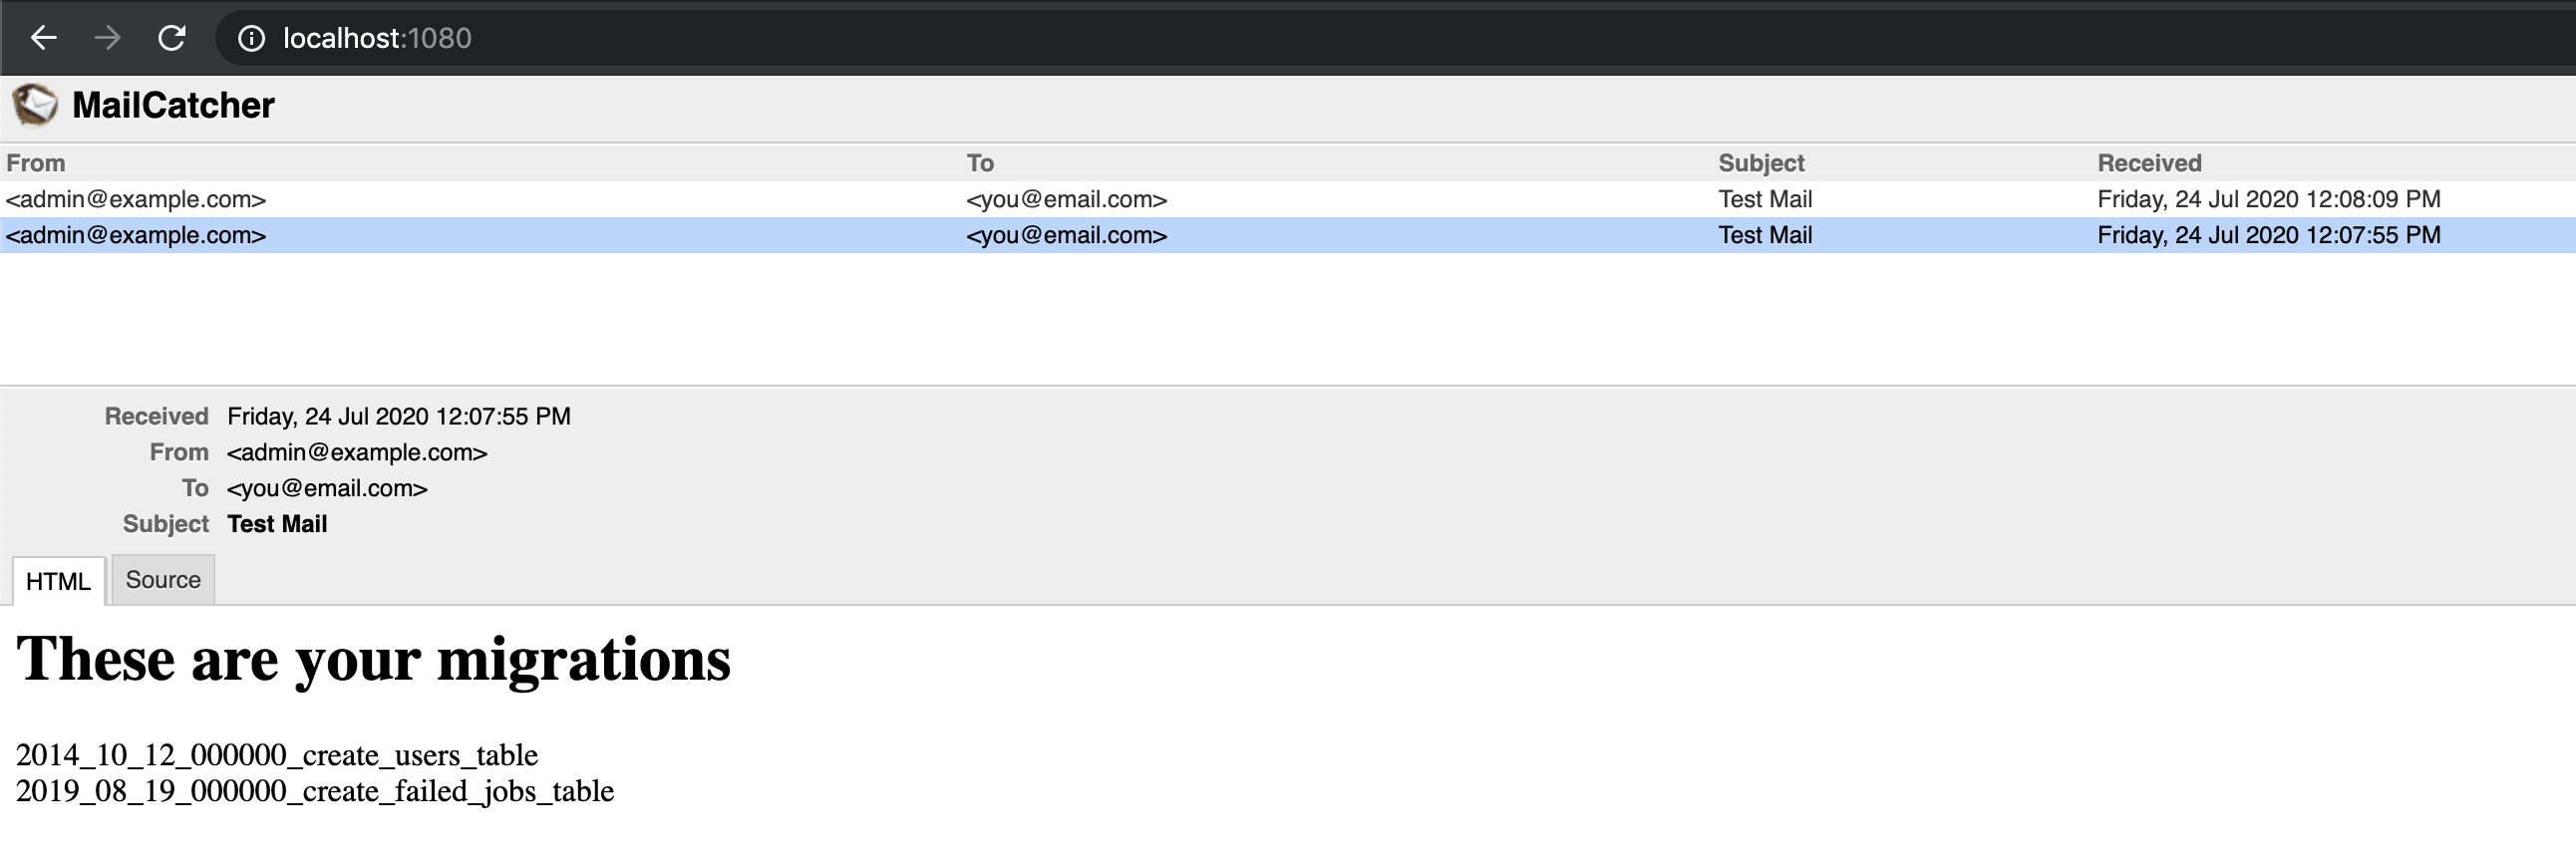 localhost:1080
MailCatcher
From To Subject Received
<admin@example.com> <you@email.com> Test Mail Friday, 24 Jul 2020 12:08:09 PM
<admin@example.com> <you@email.com> Test Mail Friday, 24 Jul 2020 12:07:55 PM
Received Friday, 24 Jul 2020 12:07:55 PM
From <admin@example.com>
To <you@email.com>
Subject Test Mail
HTML Source
These are your migrations
2014_10_12_000000_create_users_table
2019_08_19_000000_create_failed_jobs_table